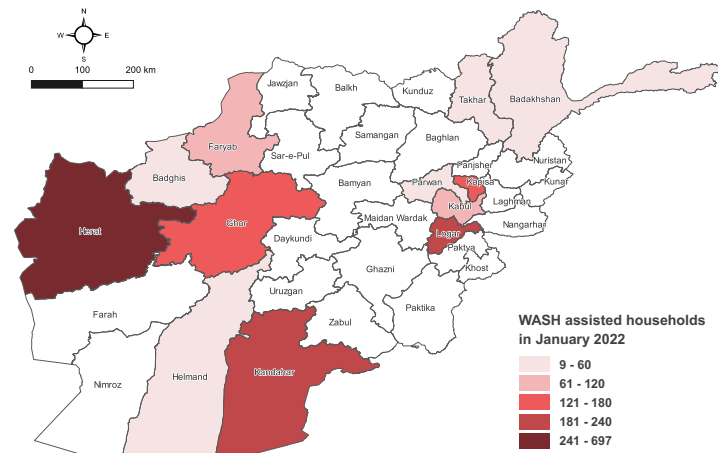 N
W E
S
0 100 200 km
Jawzjan
Balkh
Kunduz
Takhar
Badakhshan
Faryab
Samangan
Baghlan
Sar-e-Pul
Panjsher
Nuristan
Badghis
Bamyan
Parwan
Kapisa
Kunar
Laghman
Kabul
Maidan Wardak
Nangarhar
Herat
Ghor
Logar
Daykundi
Paktya
Ghazni
Khost
Uruzgan
Paktika
Farah
Zabul
Kandahar
Helmand
Nimroz
WASH assisted households
in January 2022
9 - 60
61 - 120
121 - 180
181 - 240
241 - 697